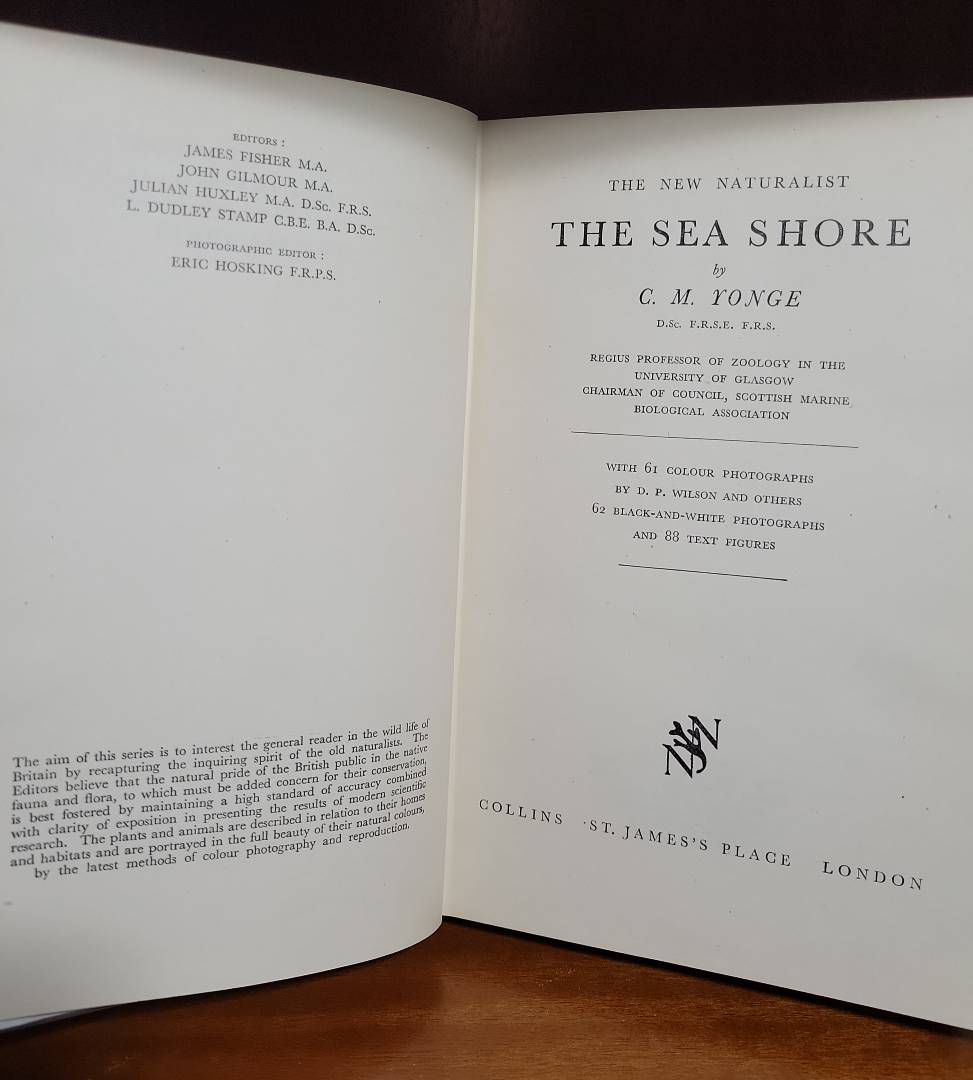 EDITORS :
JAMES FISHER M.A.
JOHN GILMOUR M.A.
JULIAN HUXLEY M.A. D.Sc. F.R.S.
L. DUDLEY STAMP C.B.E. B.A. D.Sc.
PHOTOGRAPHIC EDITOR :
ERIC HOSKING F.R.P.S.
The aim of this series is to interest the general reader in the wild life of
Britain by recapturing the inquiring spirit of the old naturalists. The
Editors believe that the natural pride of the British public in the native
fauna and flora, to which must be added concern for their conservation,
is best fostered by maintaining a high standard of accuracy combined
with clarity of exposition in presenting the results of modern scientific
research. The plants and animals are described in relation to their homes
and habitats and are portrayed in the full beauty of their natural colours,
by the latest methods of colour photography and reproduction.
THE NEW NATURALIST
THE SEA SHORE
by
C. M. YONGE
D.Sc. F.R.S.E. F.R.S.
REGIUS PROFESSOR OF ZOOLOGY IN THE
UNIVERSITY OF GLASGOW
CHAIRMAN OF COUNCIL, SCOTTISH MARINE
BIOLOGICAL ASSOCIATION
WITH 61 COLOUR PHOTOGRAPHS
BY D. P. WILSON AND OTHERS
62 BLACK-AND-WHITE PHOTOGRAPHS
AND 88 TEXT FIGURES
NN
COLLINS ST. JAMES'S PLACE LONDON